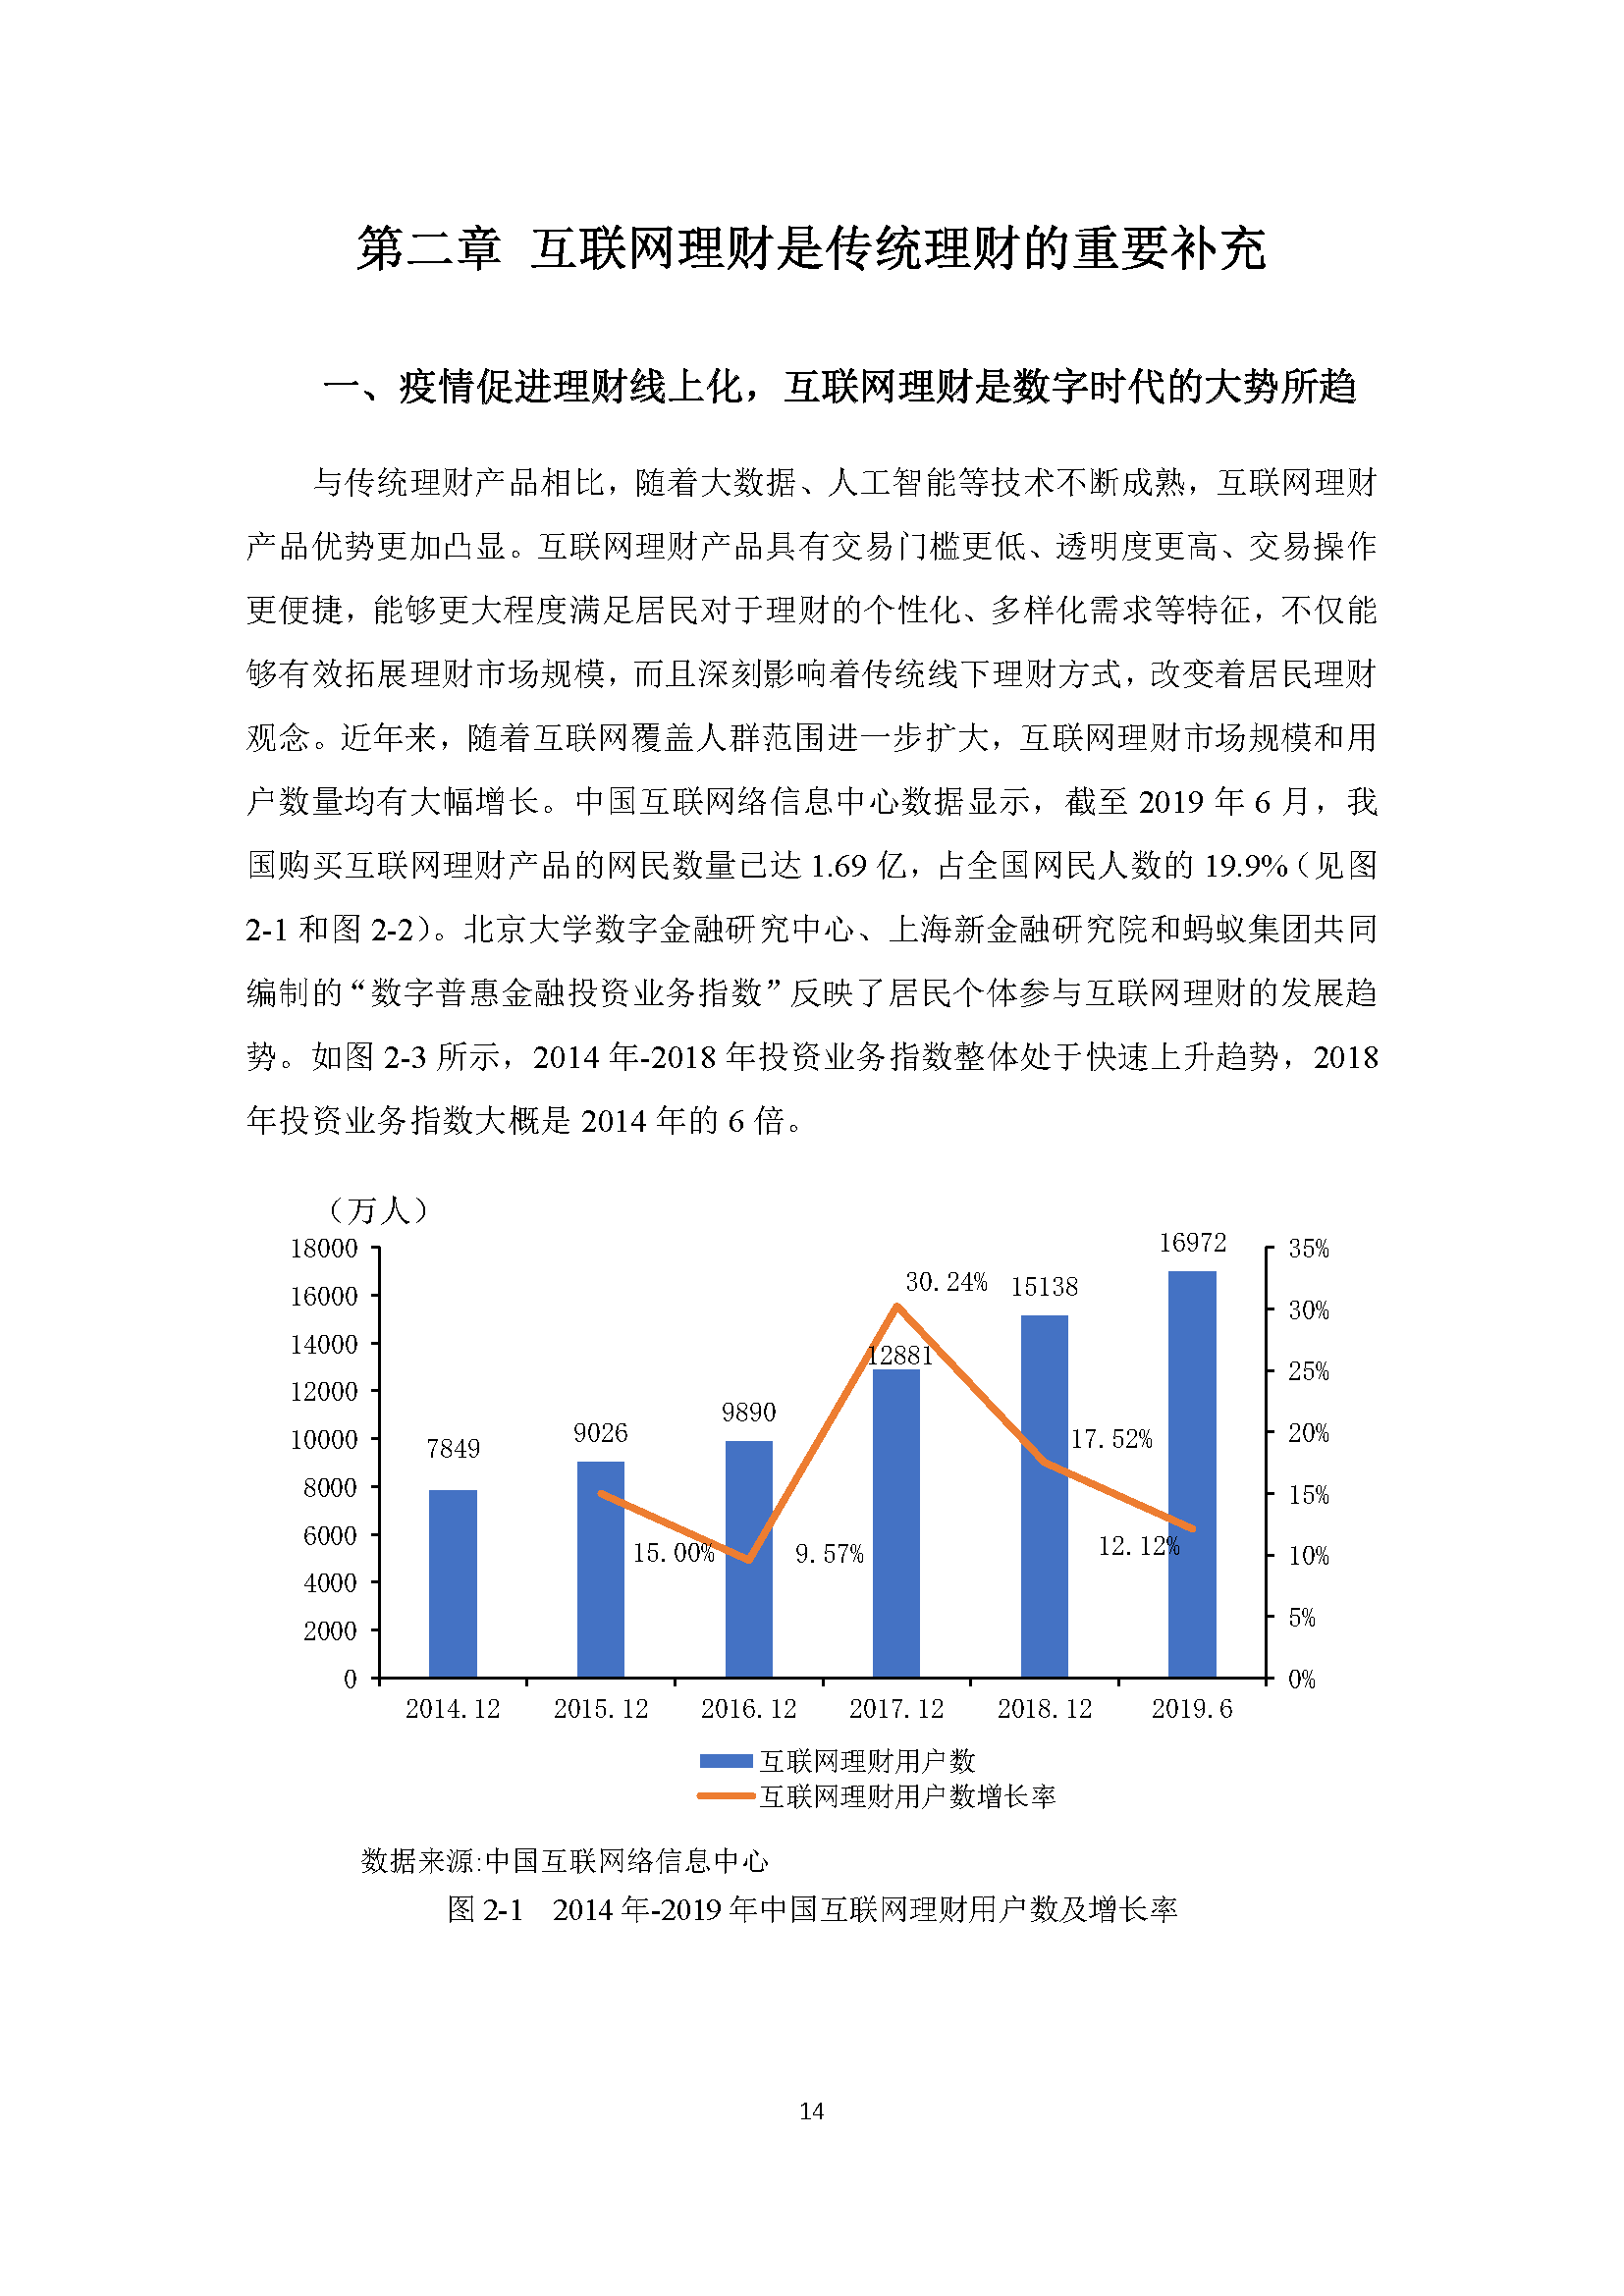 第二章 互联网理财是传统理财的重要补充
一、疫情促进理财线上化，互联网理财是数字时代的大势所趋
与传统理财产品相比，随着大数据、人工智能等技术不断成熟，互联网理财
产品优势更加凸显。互联网理财产品具有交易门槛更低、透明度更高、交易操作
更便捷，能够更大程度满足居民对于理财的个性化、多样化需求等特征，不仅能
够有效拓展理财市场规模，而且深刻影响着传统线下理财方式，改变着居民理财
观念。近年来，随着互联网覆盖人群范围进一步扩大，互联网理财市场规模和用
户数量均有大幅增长。中国互联网络信息中心数据显示，截至 2019 年 6 月，我
国购买互联网理财产品的网民数量已达 1.69 亿，占全国网民人数的 19.9%（见图
2-1 和图 2-2）。北京大学数字金融研究中心、上海新金融研究院和蚂蚁集团共同
编制的“数字普惠金融投资业务指数”反映了居民个体参与互联网理财的发展趋
势。如图 2-3 所示，2014 年-2018 年投资业务指数整体处于快速上升趋势，2018
年投资业务指数大概是 2014 年的 6 倍。
（万人）
18000
16000
14000
12000
10000
8000
6000
4000
2000
0
7849
9026
9890
12881
15138
16972
15.00%
9.57%
30.24%
17.52%
12.12%
35%
30%
25%
20%
15%
10%
5%
0%
2014.12 2015.12 2016.12 2017.12 2018.12 2019.6
互联网理财用户数
互联网理财用户数增长率
数据来源:中国互联网络信息中心
图 2-1 2014 年-2019 年中国互联网理财用户数及增长率
14